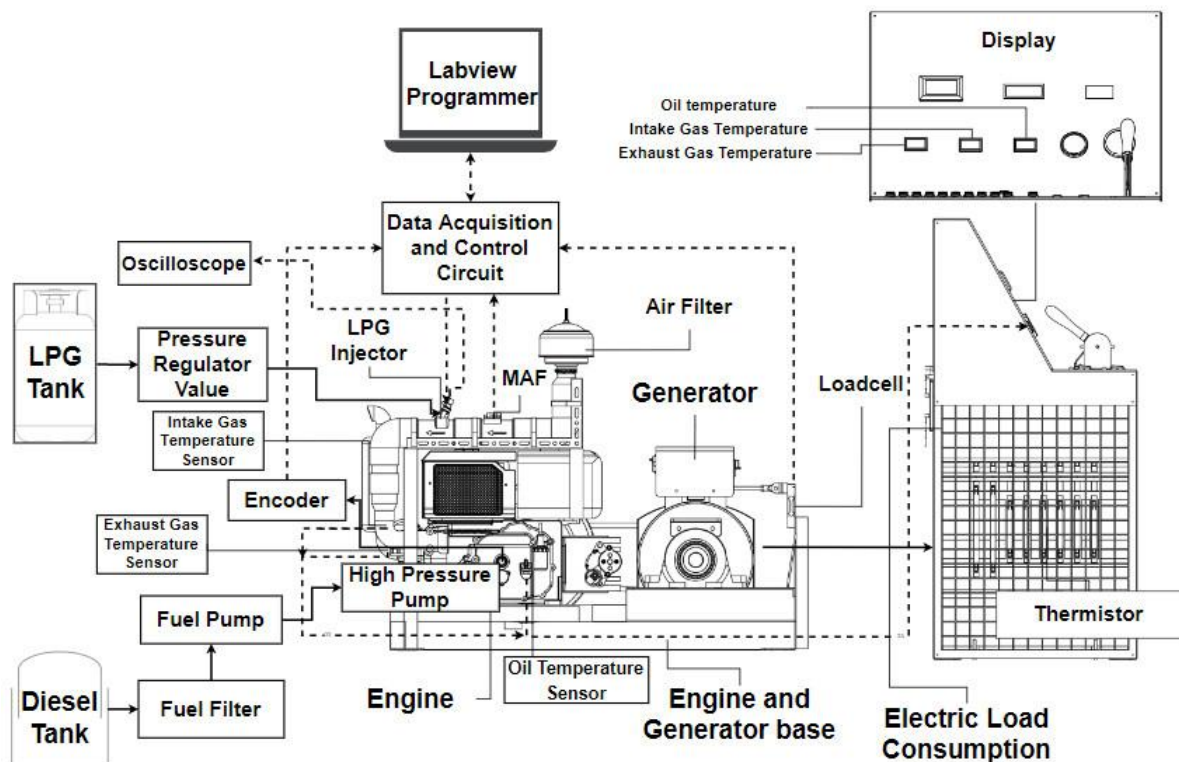 Display
Labview
Programmer
Oil temperature
Intake Gas Temperature
Exhaust Gas Temperature
Data Acquisition
and Control
Circuit
Oscilloscope
Air Filter
LPG
Injector
MAF
LPG
Tank
Pressure
Regulator
Value
Generator
Loadcell
Intake Gas
Temperature
Sensor
Encoder
Exhaust Gas
Temperature
Sensor
High Pressure
Pump
Fuel Pump
Thermistor
Oil Temperature
Sensor
Diesel
Tank
Fuel Filter
Engine
Engine and
Generator base
Electric Load
Consumption